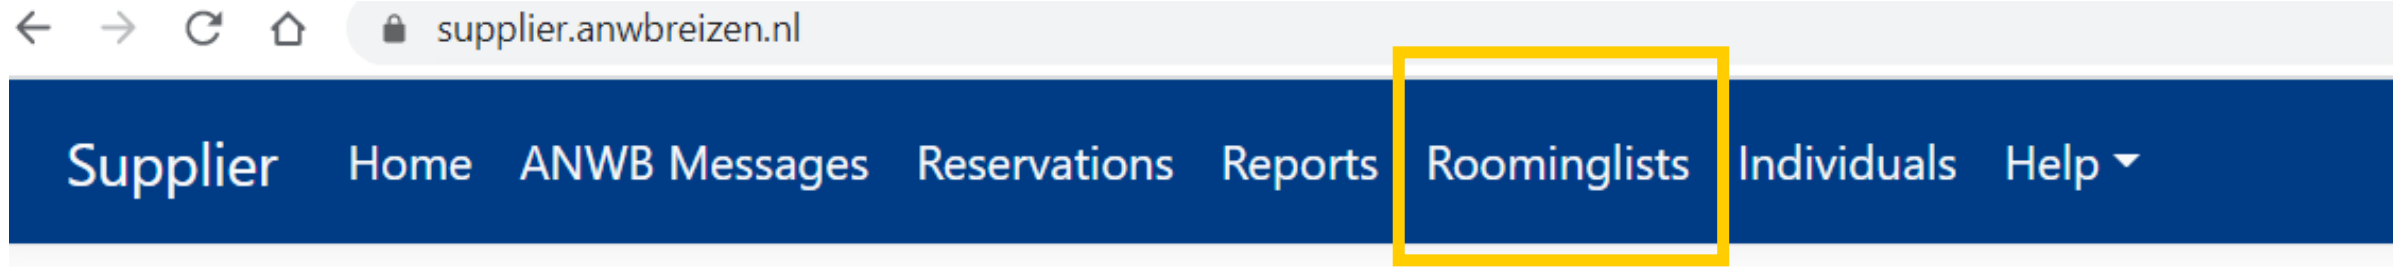 supplier.anwbreizen.nl
Supplier Home ANWB Messages Reservations Reports Roominglists Individuals Help